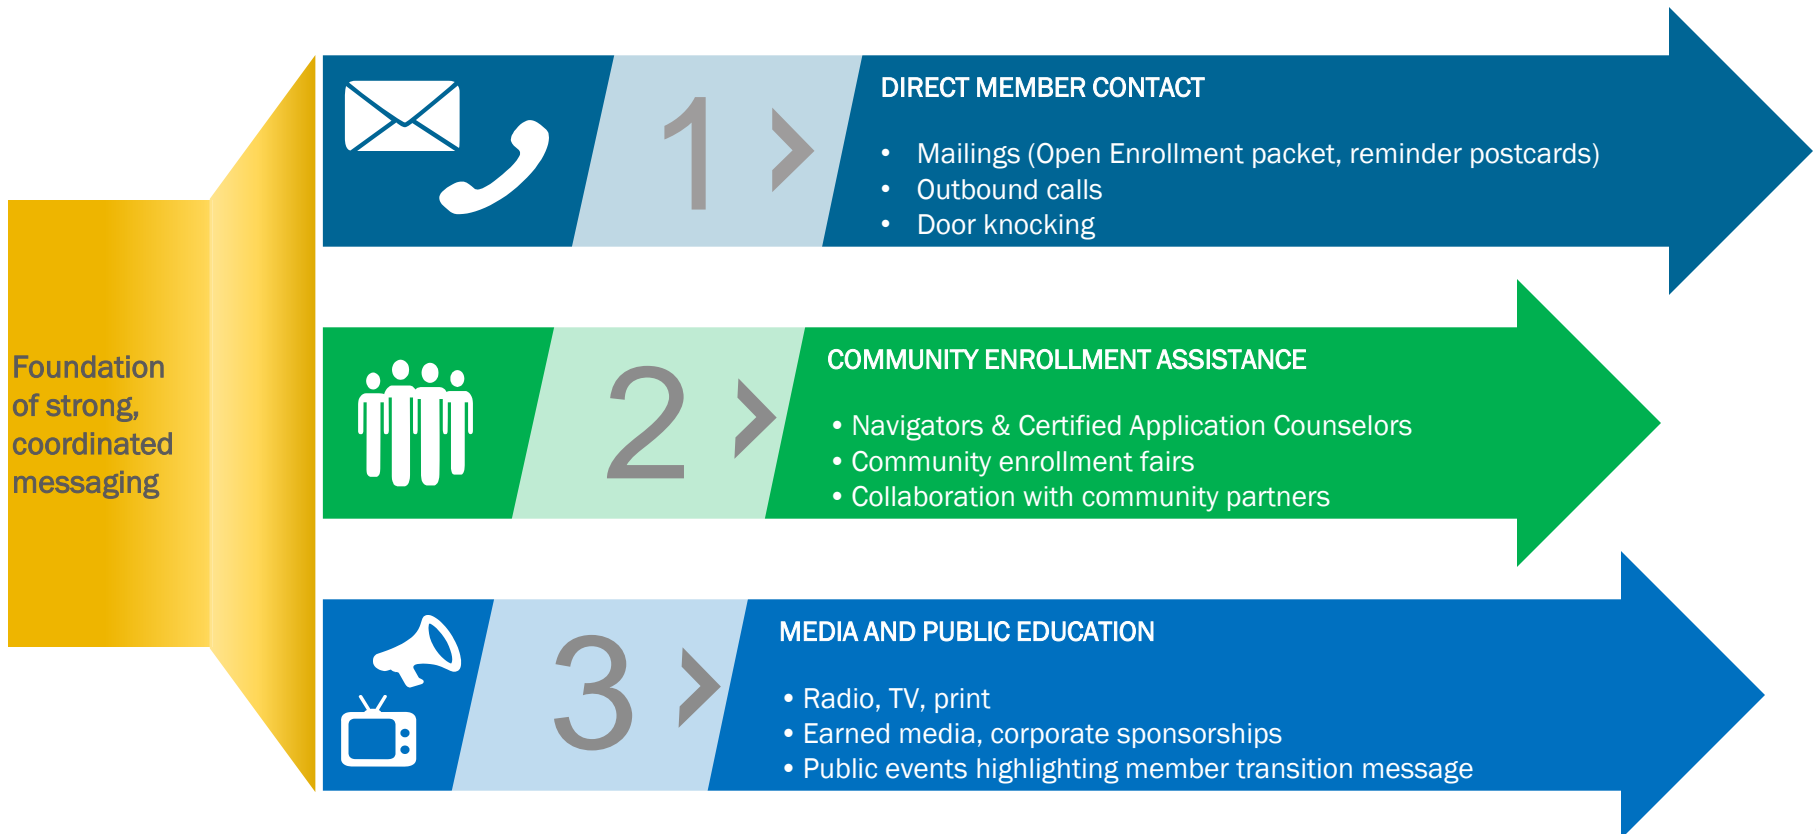 Foundation
of strong,
coordinated
messaging
1
DIRECT MEMBER CONTACT
• Mailings (Open Enrollment packet, reminder postcards)
• Outbound calls
• Door knocking
2
COMMUNITY ENROLLMENT ASSISTANCE
• Navigators & Certified Application Counselors
• Community enrollment fairs
• Collaboration with community partners
3
MEDIA AND PUBLIC EDUCATION
• Radio, TV, print
• Earned media, corporate sponsorships
• Public events highlighting member transition message